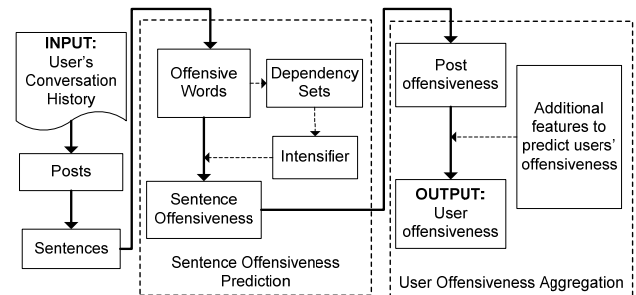 INPUT:
User's
Conversation
History
Posts
Sentences
Offensive
Words
Dependency
Sets
Intensifier
Sentence
Offensiveness
Sentence Offensiveness
Prediction
Post
offensiveness
Additional
features to
predict users'
offensiveness
OUTPUT:
User
offensiveness
User Offensiveness Aggregation